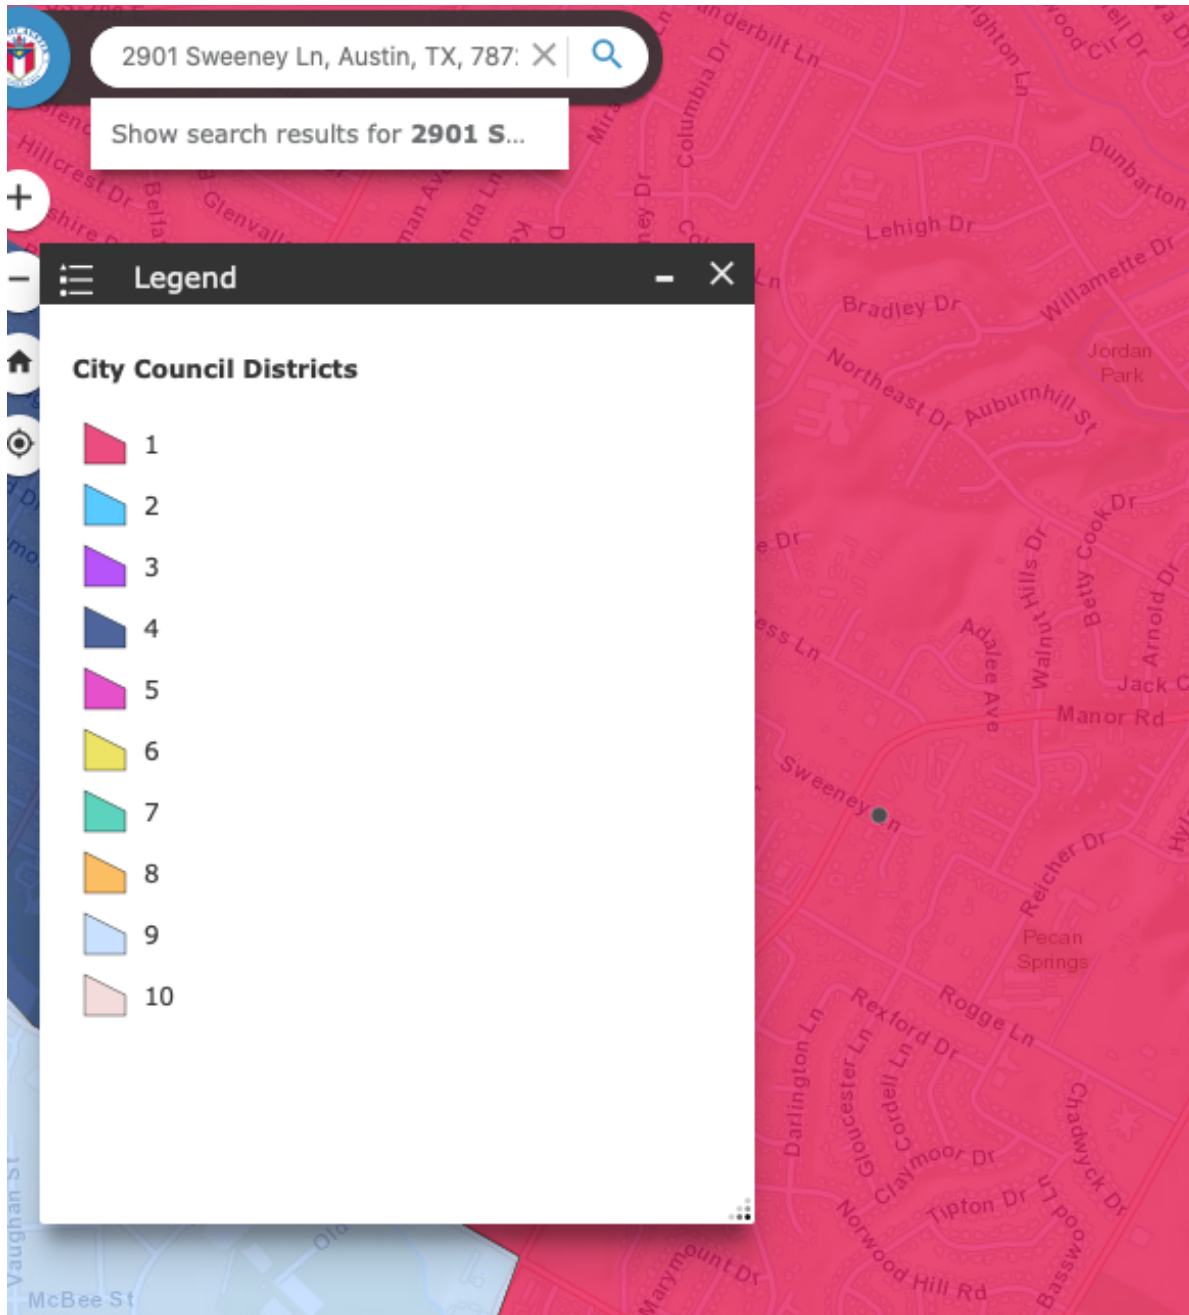 2901 Sweeney Ln, Austin, TX, 787
Show search results for 2901 S...
Legend
City Council Districts
1
2
3
4
5
6
7
8
9
10
Columbia Dr
Dunbarton
Hillcrest Dr
Lehigh Dr
Willamette Dr
Bradley Dr
Jordan
Park
Northeast Dr
Auburnhill St
Betty Cook Dr
Walnut Hills Dr
Arnold Dr
Adalee Ave
Jack C
Manor Rd
Sweeney Ln
Reicher Dr
Pecan
Springs
Rogge Ln
Rexford Dr
Darlington Ln
Gloucester Ln
Cordell Ln
Chadwyck Dr
Claymoor Dr
Tipton Dr
Basswood Ln
Norwood Hill Rd
Marymount Dr
Vaughan St
McBee St